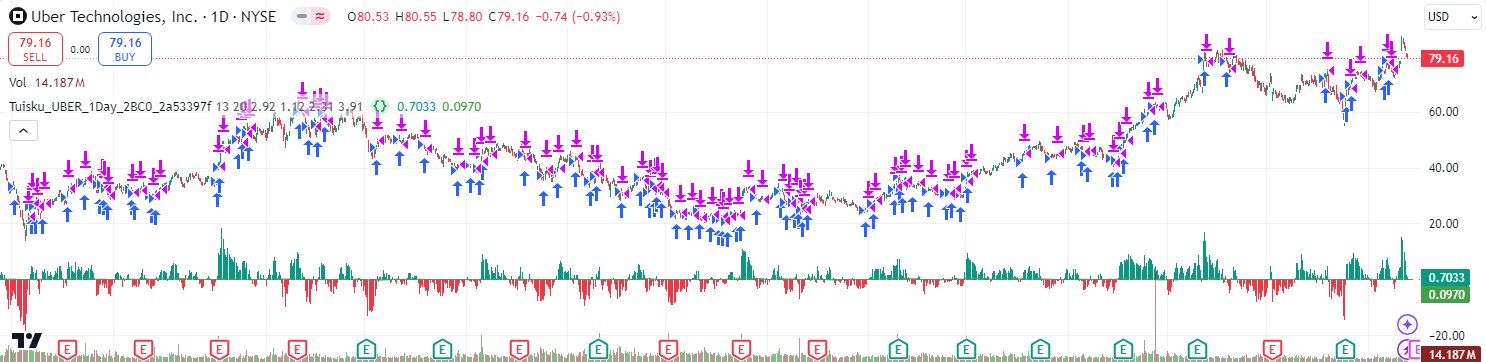 Uber Technologies, Inc. · 1D · NYSE O80.53 H80.55 L78.80 C79.16 −0.74 (−0.93%)
USD
79.16 0.00 79.16
SELL BUY
79.16
Vol 14.187M
Tuisku_UBER_1Day_2BC0_2a53397f 13 20 2.92 1.12 2.31 3.91 0.7033 0.0970
60.00
40.00
20.00
0.7033
0.0970
−20.00
E E E E E E E E E E E E E E E E E E E
14.187M